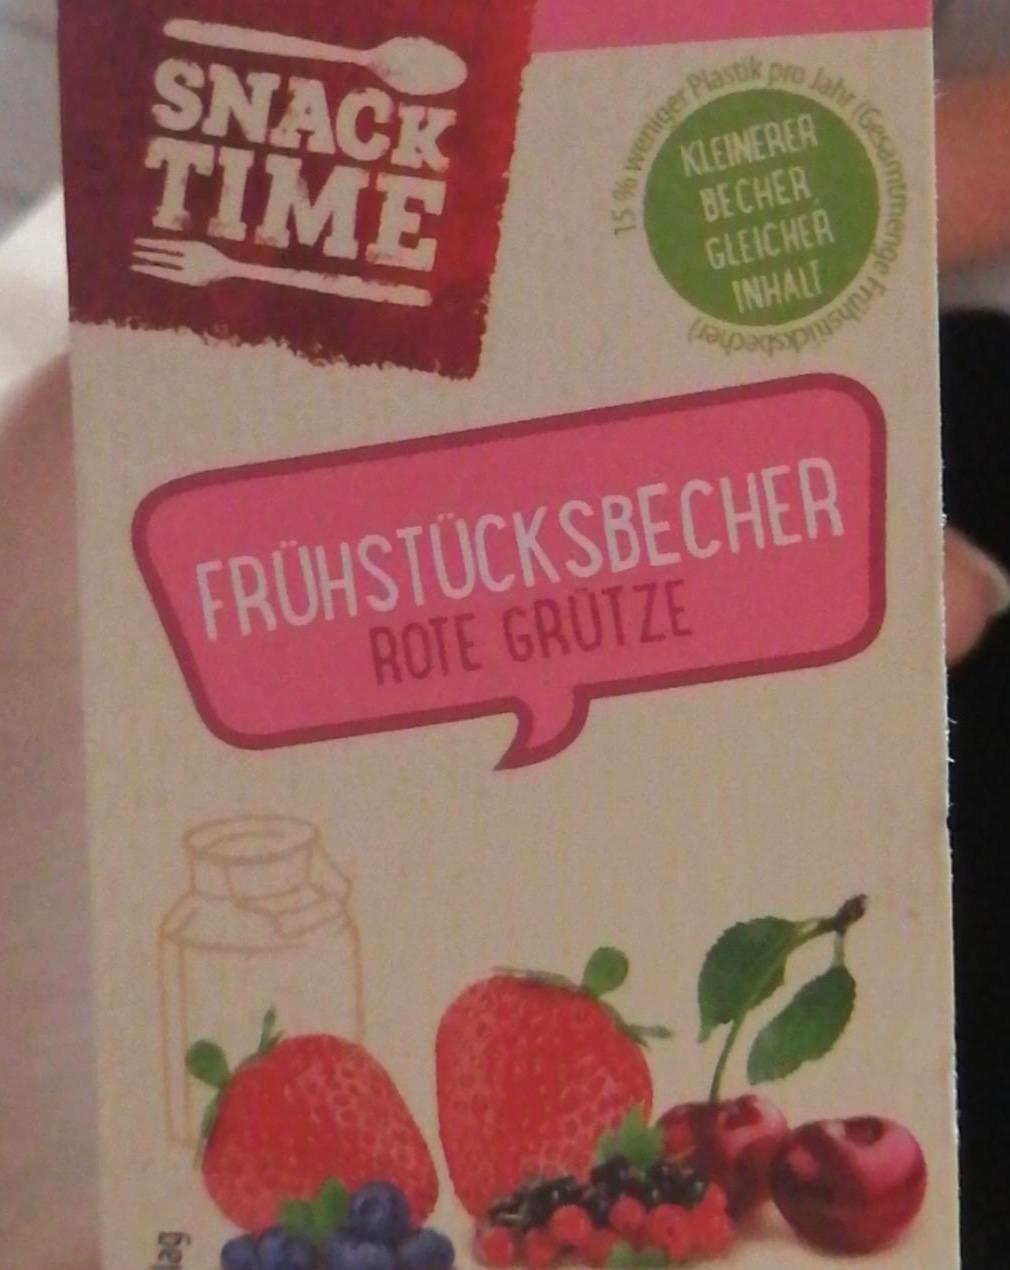 SNACK
TIME
15 % weniger Plastik pro Jahr (Gesamtmenge Frühstücksbecher)
KLEINERER
BECHER,
GLEICHER
INHALT
FRÜHSTÜCKSBECHER
ROTE GRÜTZE